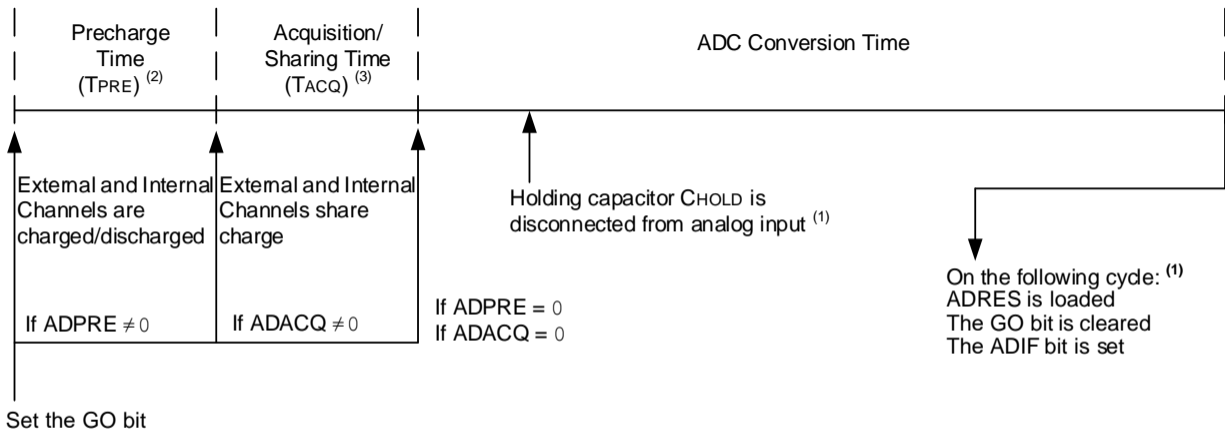 Precharge
Time
(TPRE) (2)
Acquisition/
Sharing Time
(TACQ) (3)
ADC Conversion Time
External and Internal
Channels are
charged/discharged
External and Internal
Channels share
charge
Holding capacitor CHOLD is
disconnected from analog input (1)
If ADPRE ≠ 0
If ADACQ ≠ 0
If ADPRE = 0
If ADACQ = 0
On the following cycle: (1)
ADRES is loaded
The GO bit is cleared
The ADIF bit is set
Set the GO bit